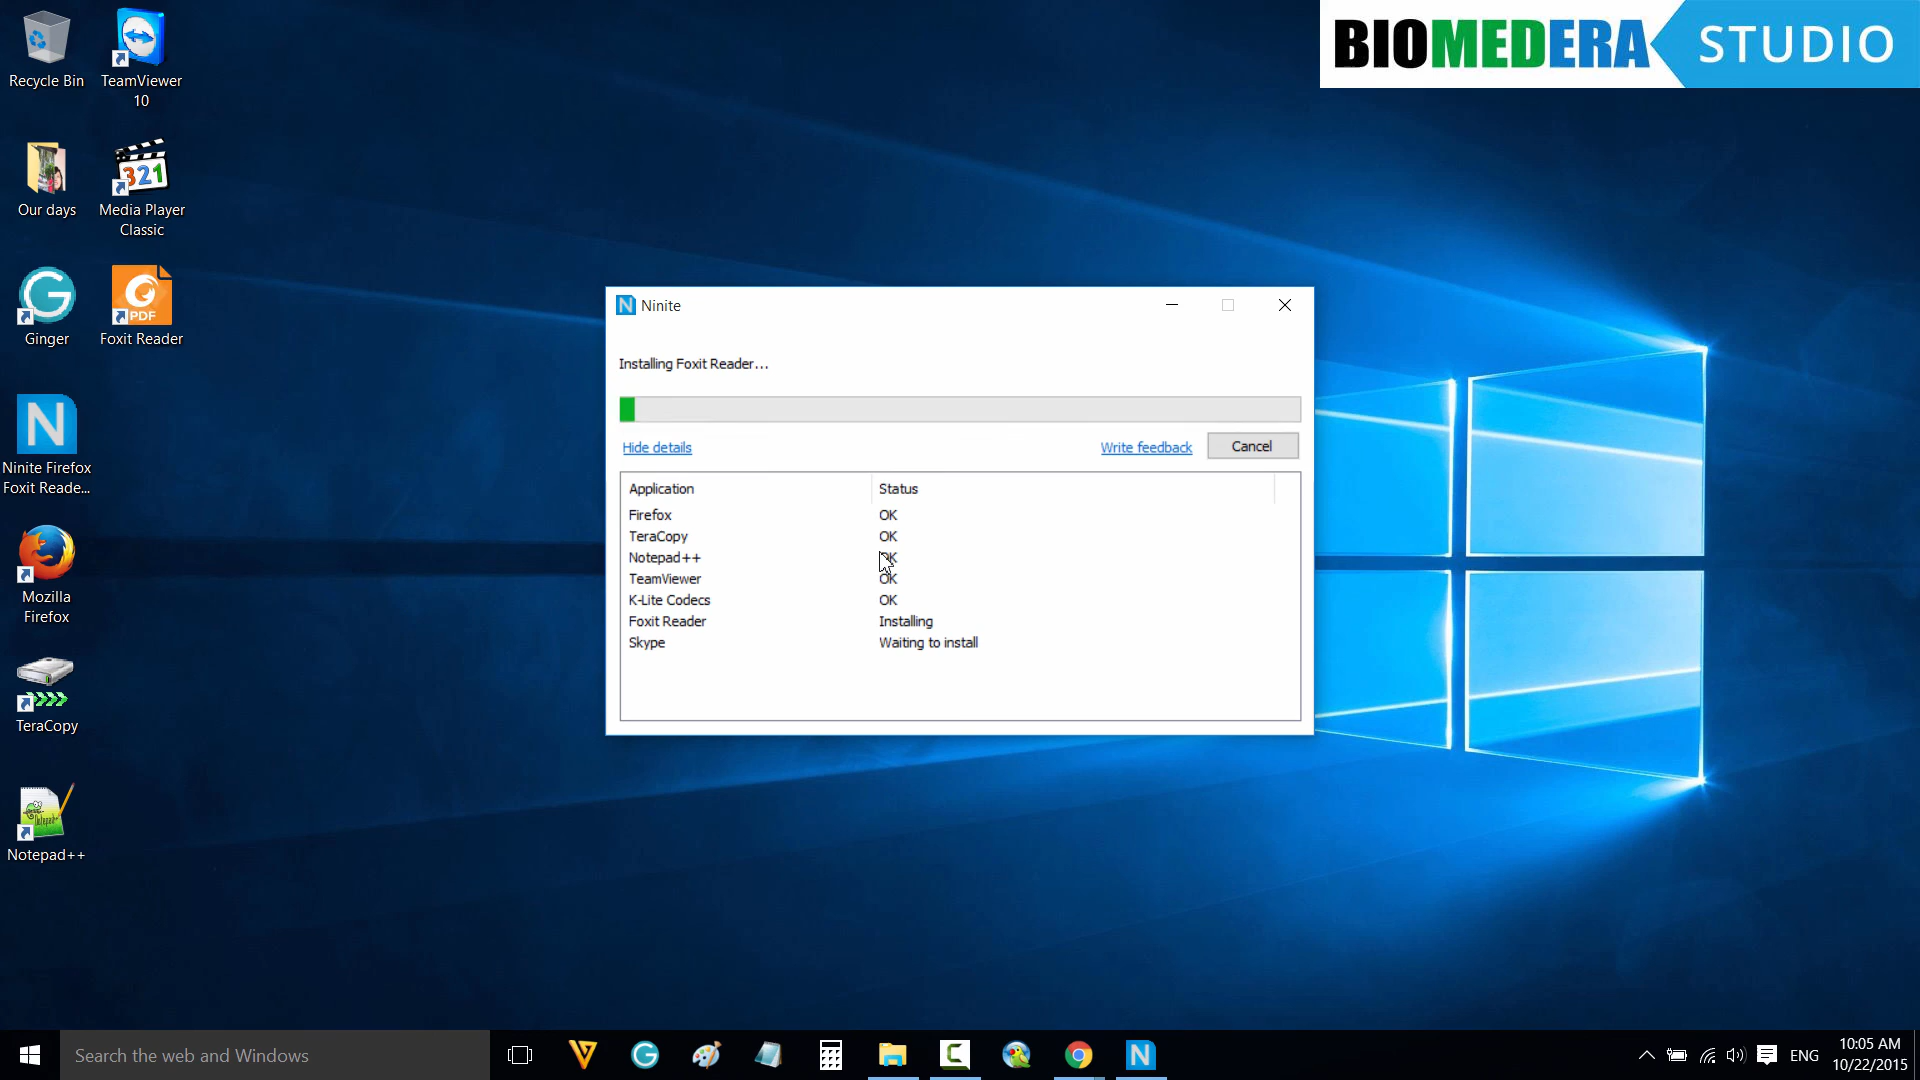 Recycle Bin
TeamViewer
10
BIOMEDERA STUDIO
Our days
321
Media Player
Classic
Ginger
PDF
Foxit Reader
N Ninite
Installing Foxit Reader...
Hide details
Write feedback
Cancel
Application Status
Firefox OK
TeraCopy OK
Notepad++ OK
TeamViewer OK
K-Lite Codecs OK
Foxit Reader Installing
Skype Waiting to install
N
Ninite Firefox
Foxit Reade...
Mozilla
Firefox
TeraCopy
Notepad++
Search the web and Windows
N
ENG
10:05 AM
10/22/2015